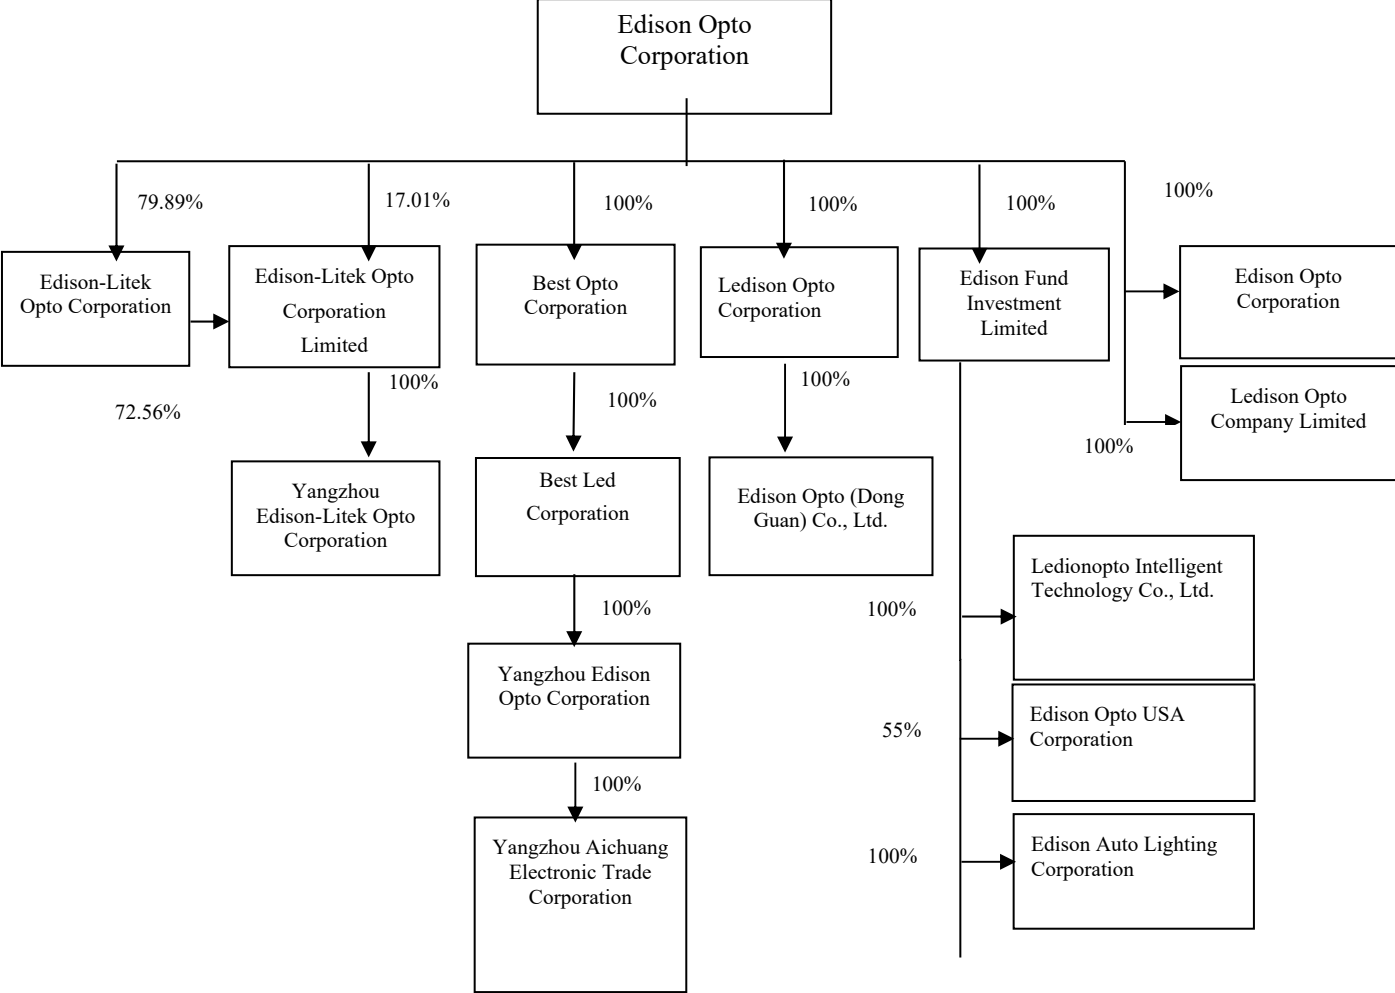 Edison Opto
Corporation
79.89%
17.01%
100%
100%
100%
100%
Edison-Litek
Opto Corporation
Edison-Litek Opto
Corporation
Limited
Best Opto
Corporation
Ledison Opto
Corporation
Edison Fund
Investment
Limited
Edison Opto
Corporation
72.56%
100%
100%
100%
100%
Ledison Opto
Company Limited
Yangzhou
Edison-Litek Opto
Corporation
Best Led
Corporation
Edison Opto (Dong
Guan) Co., Ltd.
100%
100%
Ledionopto Intelligent
Technology Co., Ltd.
Yangzhou Edison
Opto Corporation
55%
Edison Opto USA
Corporation
100%
Yangzhou Aichuang
Electronic Trade
Corporation
100%
Edison Auto Lighting
Corporation